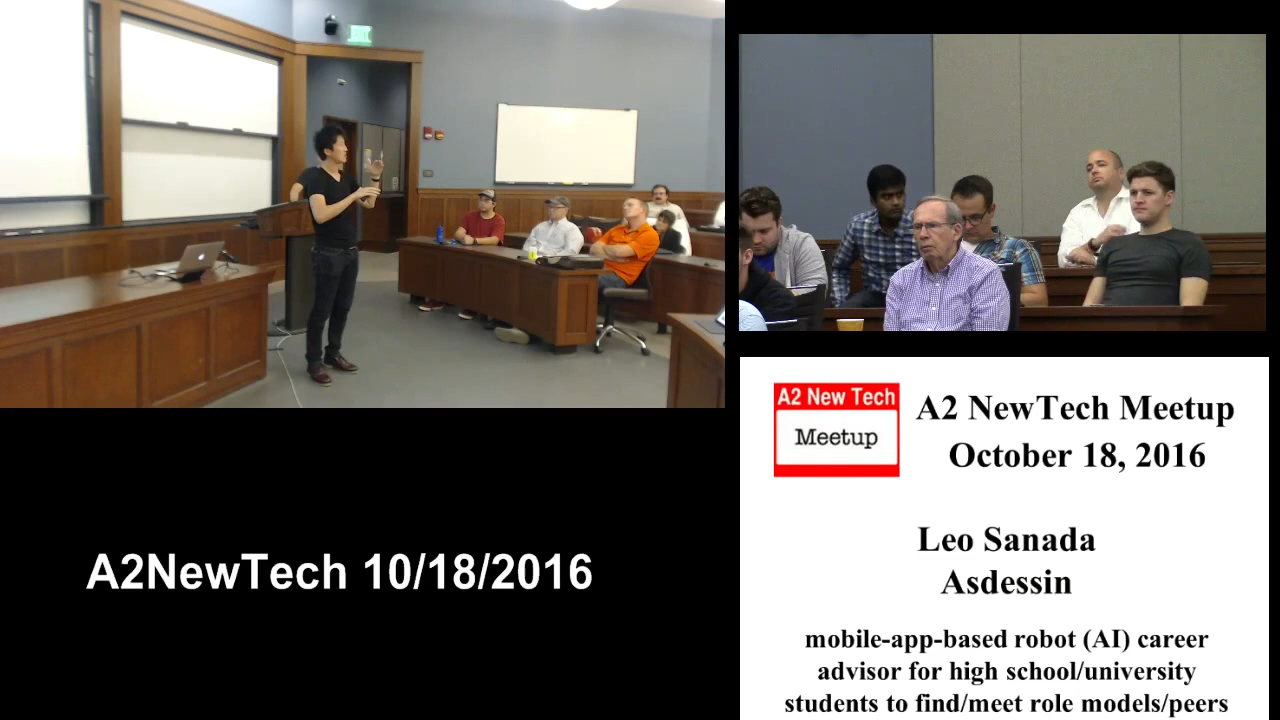 A2NewTech 10/18/2016
A2 New Tech
Meetup
A2 NewTech Meetup
October 18, 2016
Leo Sanada
Asdessin
mobile-app-based robot (AI) career
advisor for high school/university
students to find/meet role models/peers